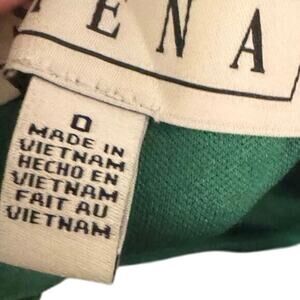 ENA
0
MADE IN
VIETNAM
HECHO EN
VIETNAM
FAIT AU
VIETNAM